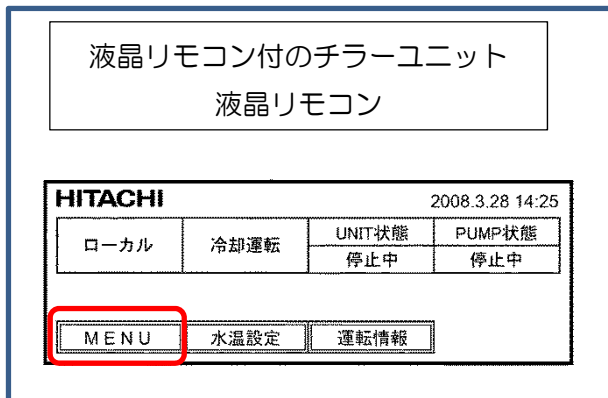 液晶リモコン付のチラーユニット
液晶リモコン
HITACHI 2008.3.28 14:25
ローカル 冷却運転 UNIT状態 PUMP状態
停止中 停止中
MENU 水温設定 運転情報